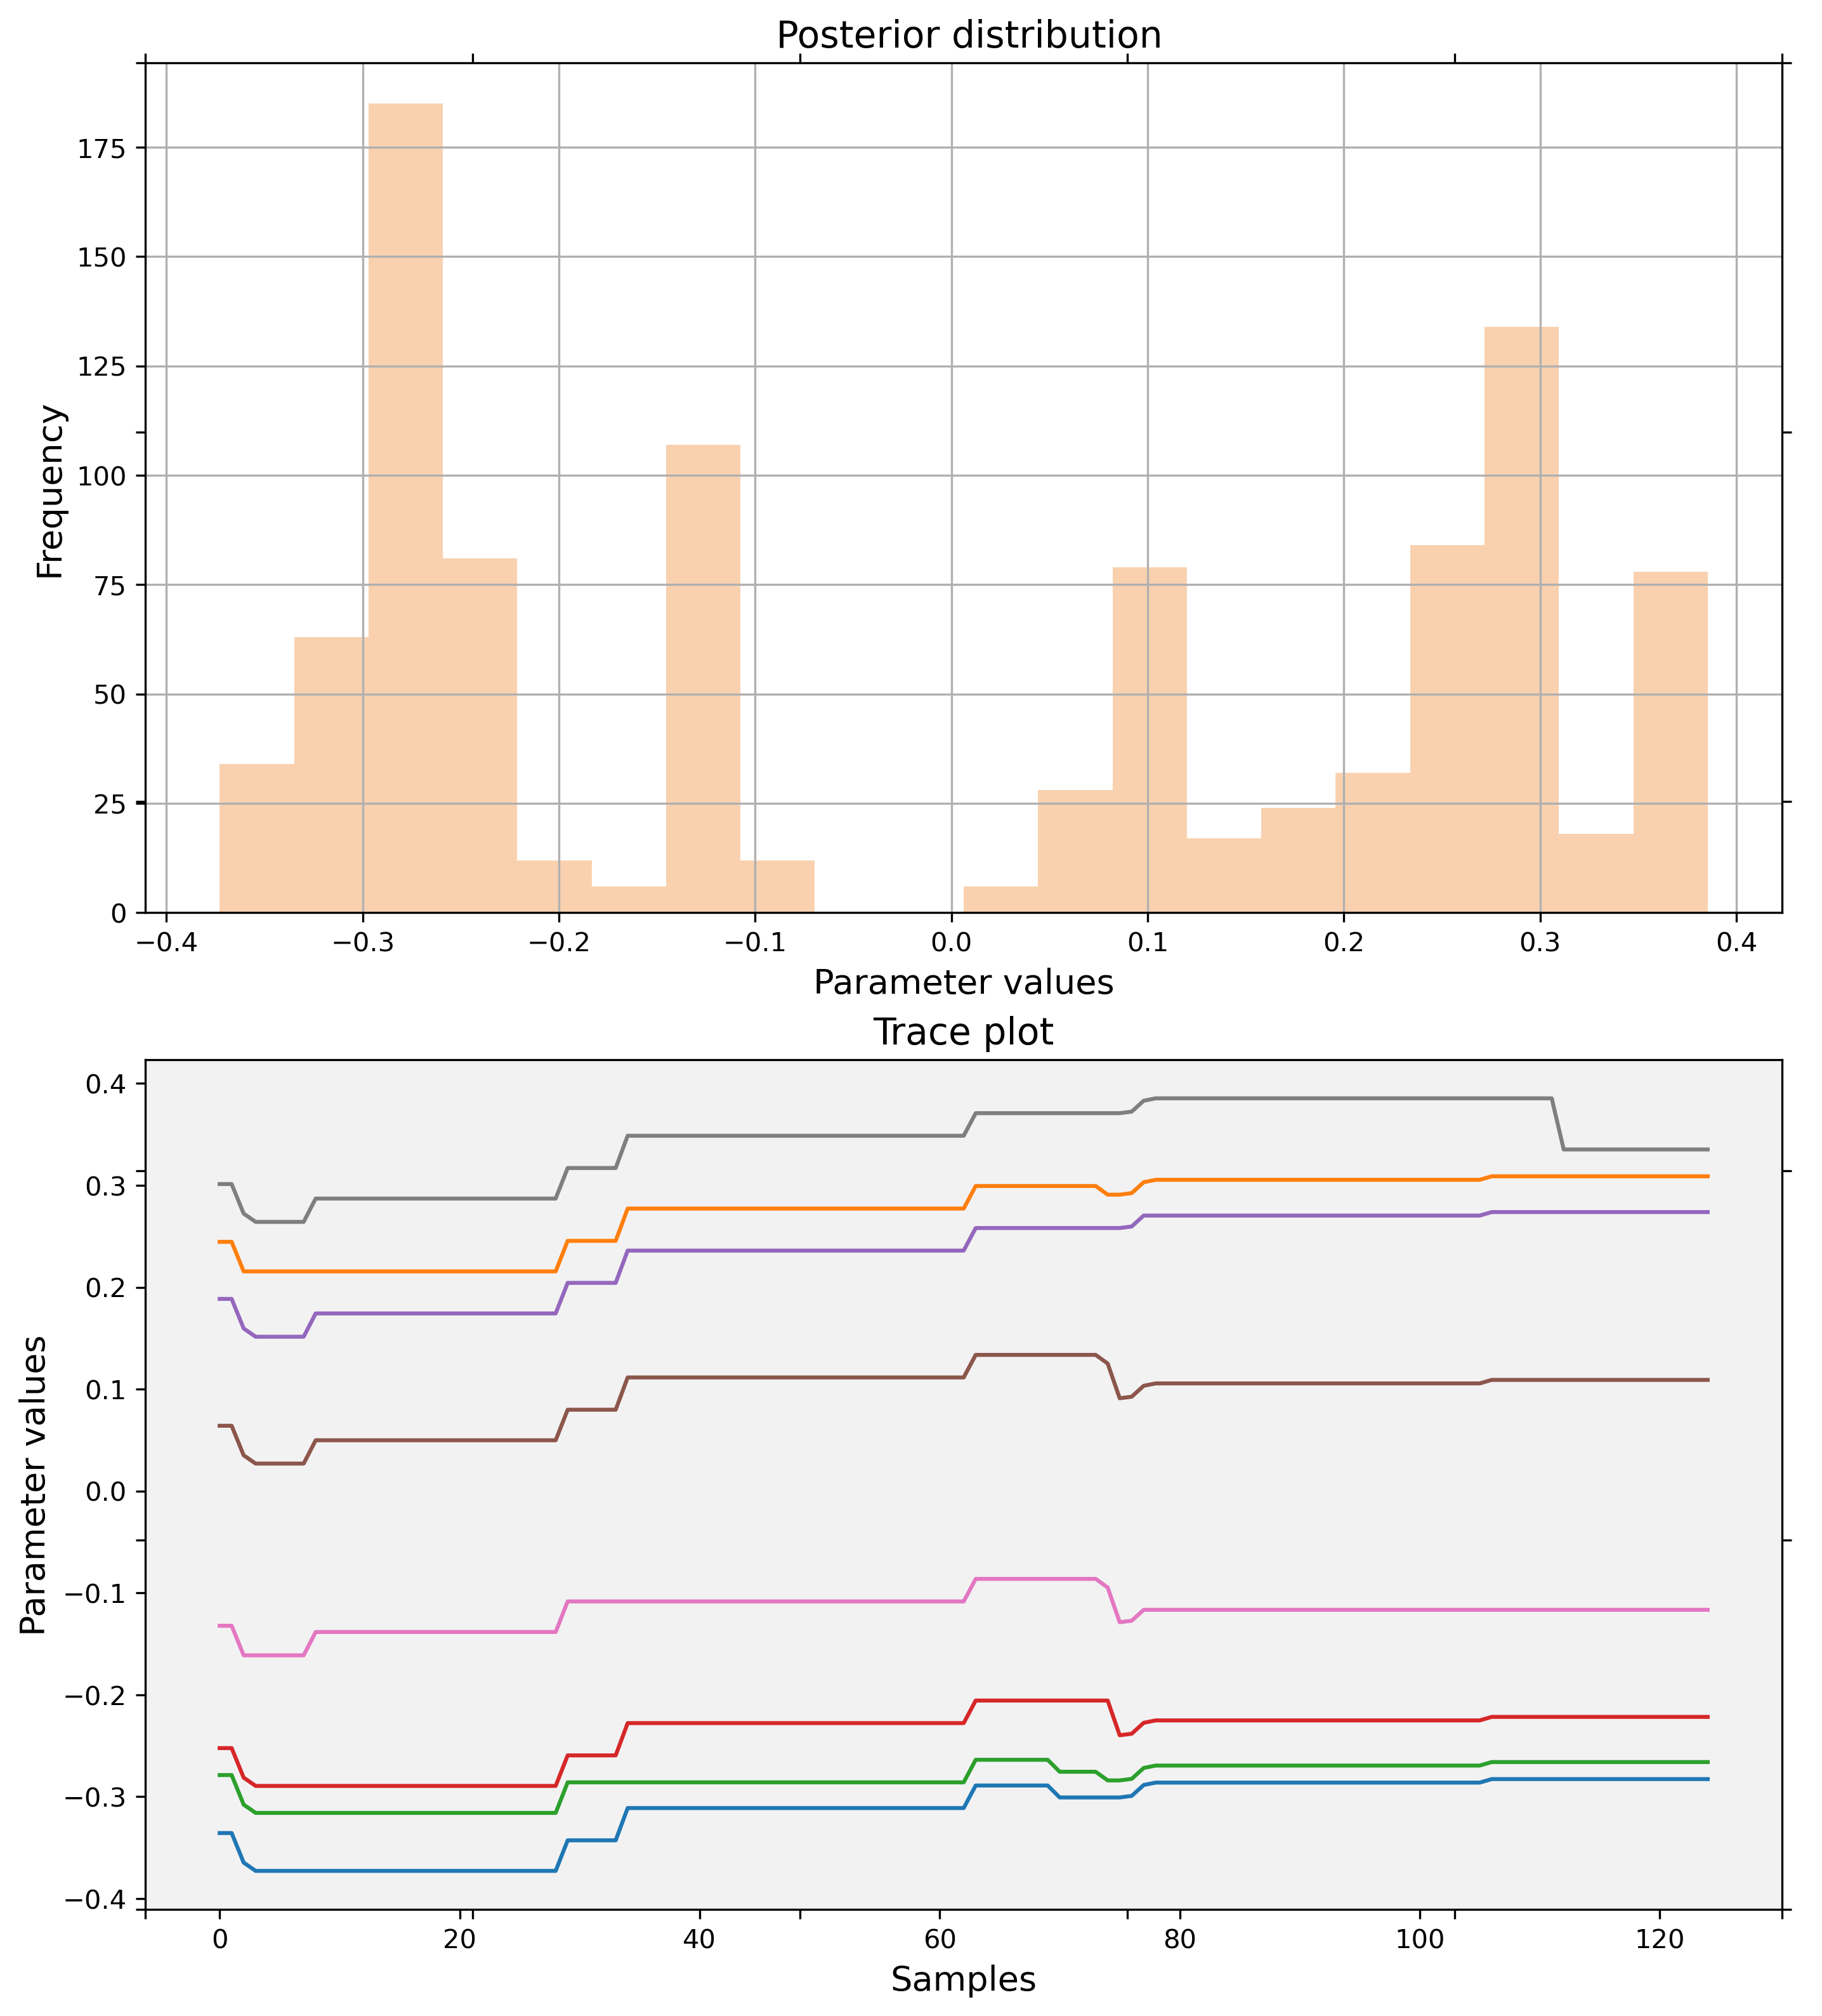 Posterior distribution
175
150
125
100
75
50
25
0
Frequency
−0.4 −0.3 −0.2 −0.1 0.0 0.1 0.2 0.3 0.4
Parameter values
Trace plot
0.4
0.3
0.2
0.1
0.0
−0.1
−0.2
−0.3
−0.4
Parameter values
0 20 40 60 80 100 120
Samples